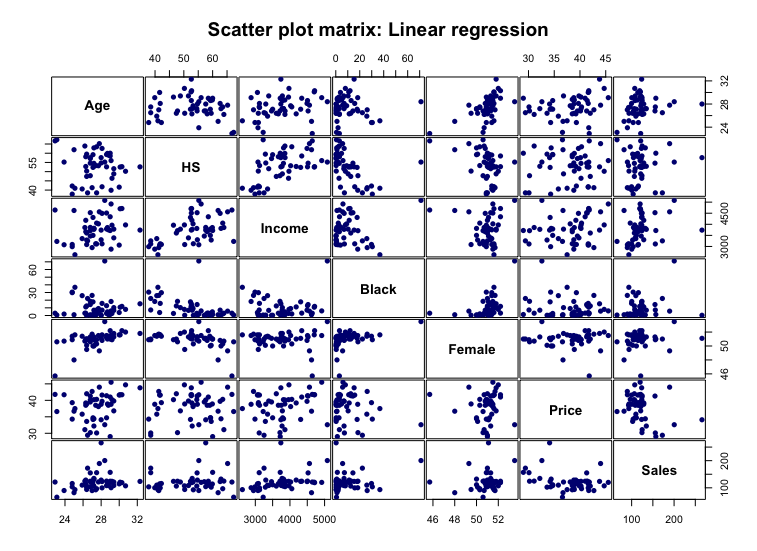 Scatter plot matrix: Linear regression
40 50 60
0 20 40 60
30 35 40 45
Age
24 28 32
HS
40 55
Income
3000 4500
Black
0 30 60
Female
46 50
Price
30 40
Sales
100 200
24 28 32
3000 4000 5000
46 48 50 52
100 200